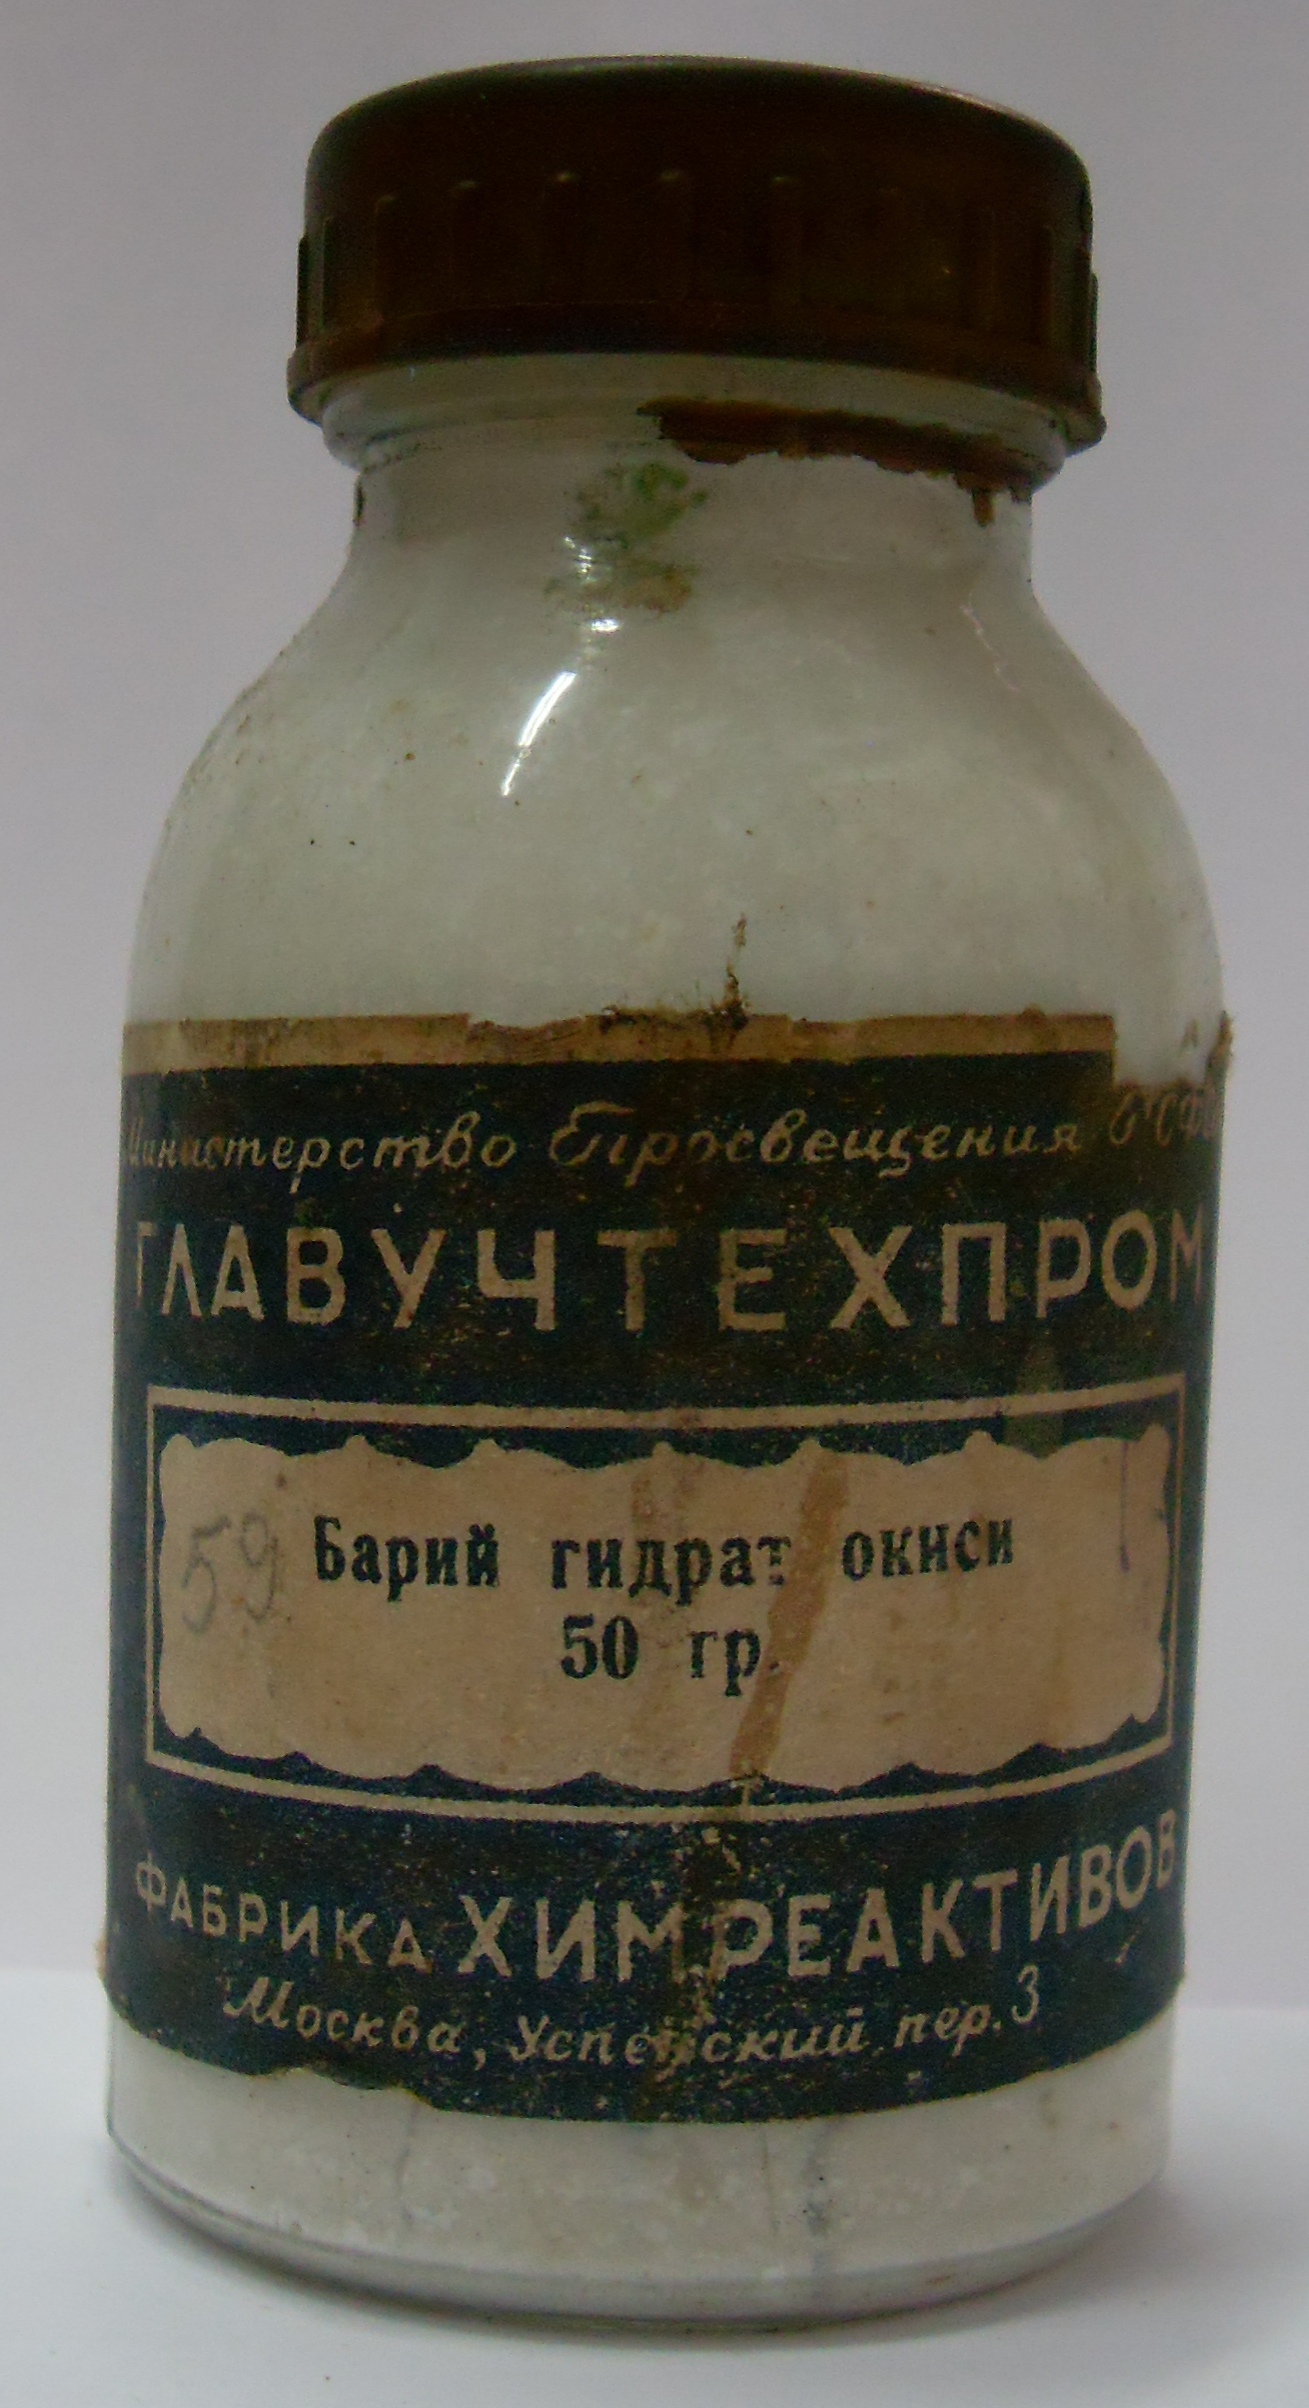 Министерство Просвещения РСФСР
ГЛАВУЧТЕХПРОМ
59
Барий гидрат окиси
50 гр.
ФАБРИКА ХИМРЕАКТИВОВ
Москва, Успенский пер. 3